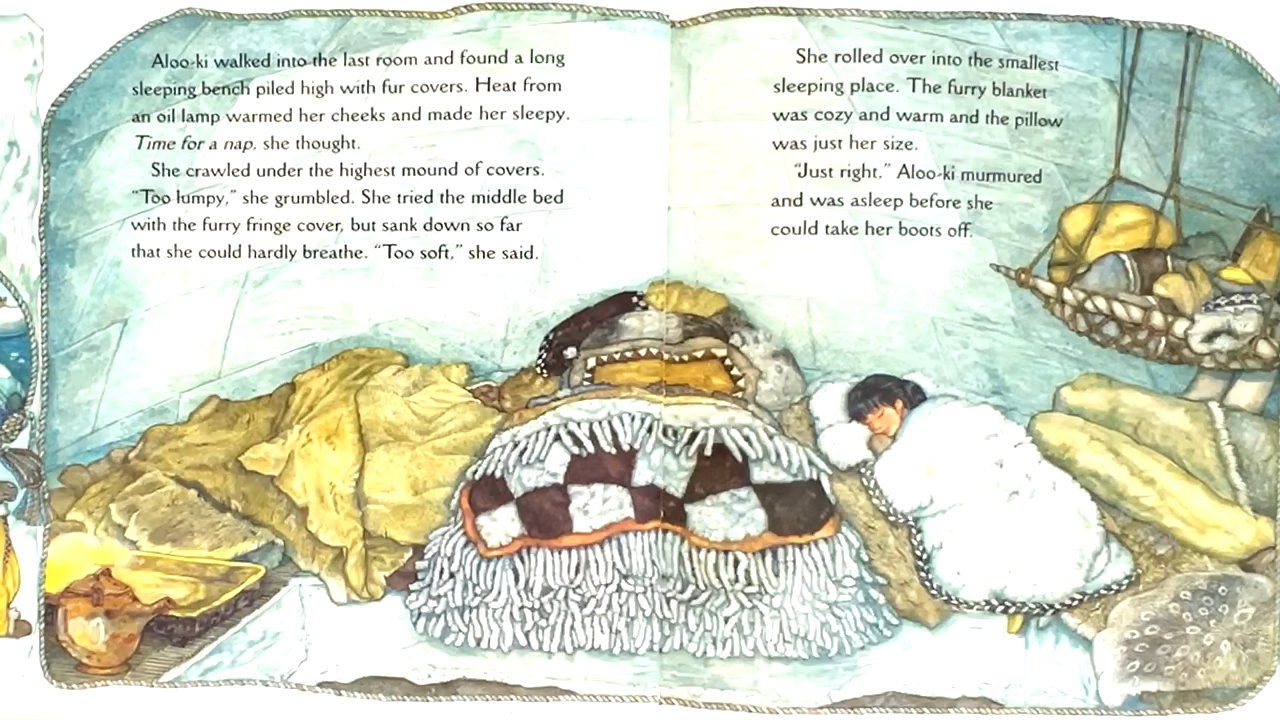 Aloo-ki walked into the last room and found a long
sleeping bench piled high with fur covers. Heat from
an oil lamp warmed her cheeks and made her sleepy.
Time for a nap, she thought.
She crawled under the highest mound of covers.
"Too lumpy," she grumbled. She tried the middle bed
with the furry fringe cover, but sank down so far
that she could hardly breathe. "Too soft," she said.
She rolled over into the smallest
sleeping place. The furry blanket
was cozy and warm and the pillow
was just her size.
"Just right," Aloo-ki murmured
and was asleep before she
could take her boots off.